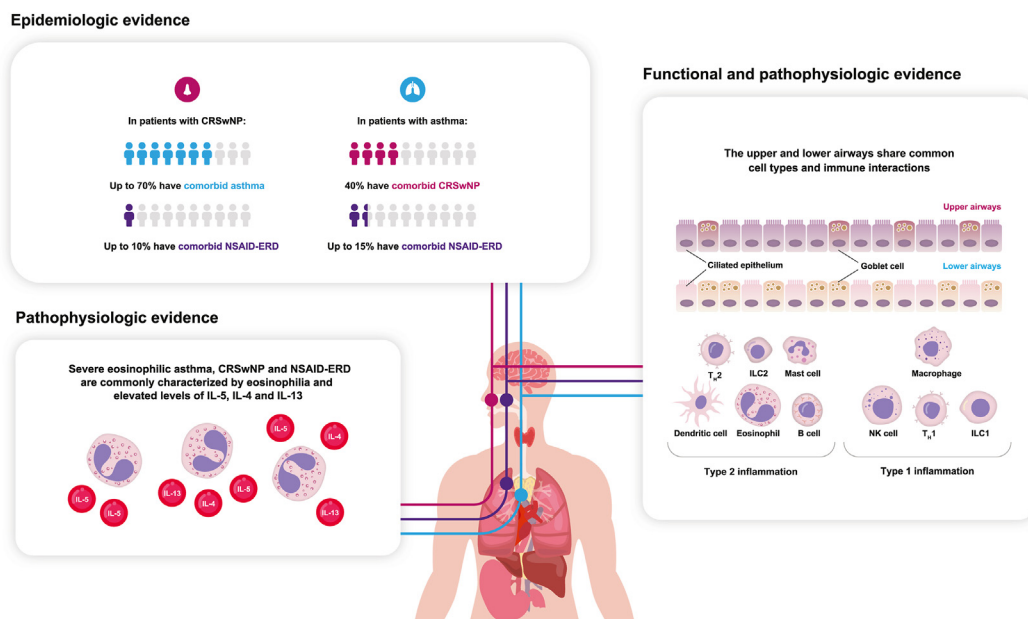 Epidemiologic evidence
In patients with CRSwNP:
Up to 70% have comorbid asthma
Up to 10% have comorbid NSAID-ERD
In patients with asthma:
40% have comorbid CRSwNP
Up to 15% have comorbid NSAID-ERD
Pathophysiologic evidence
Severe eosinophilic asthma, CRSwNP and NSAID-ERD
are commonly characterized by eosinophilia and
elevated levels of IL-5, IL-4 and IL-13
IL-5
IL-4
IL-5
IL-13
IL-5
IL-5
IL-4
IL-13
Functional and pathophysiologic evidence
The upper and lower airways share common
cell types and immune interactions
Upper airways
Ciliated epithelium
Goblet cell
Lower airways
TH2
ILC2
Mast cell
Macrophage
Dendritic cell
Eosinophil
B cell
NK cell
TH1
ILC1
Type 2 inflammation
Type 1 inflammation